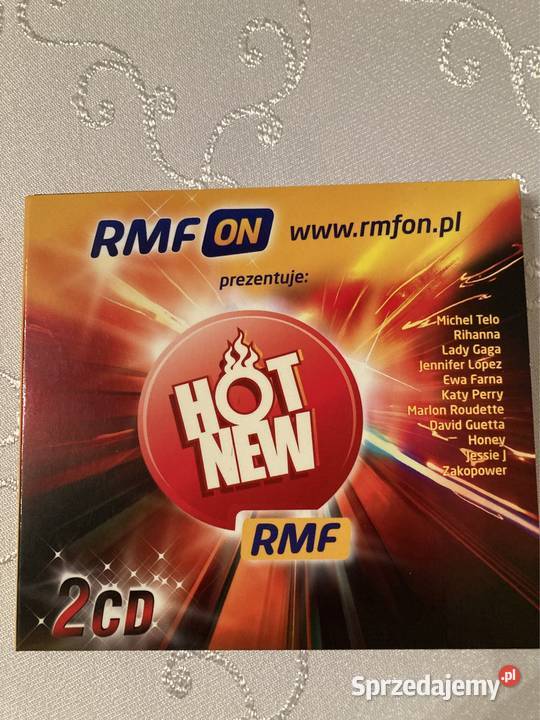 RMF ON www.rmfon.pl
prezentuje:
Michel Telo
Rihanna
Lady Gaga
Jennifer Lopez
Ewa Farna
Katy Perry
Marlon Roudette
David Guetta
Honey
Jessie J
Zakopower
HOT
NEW
RMF
2CD
Sprzedajemy.pl